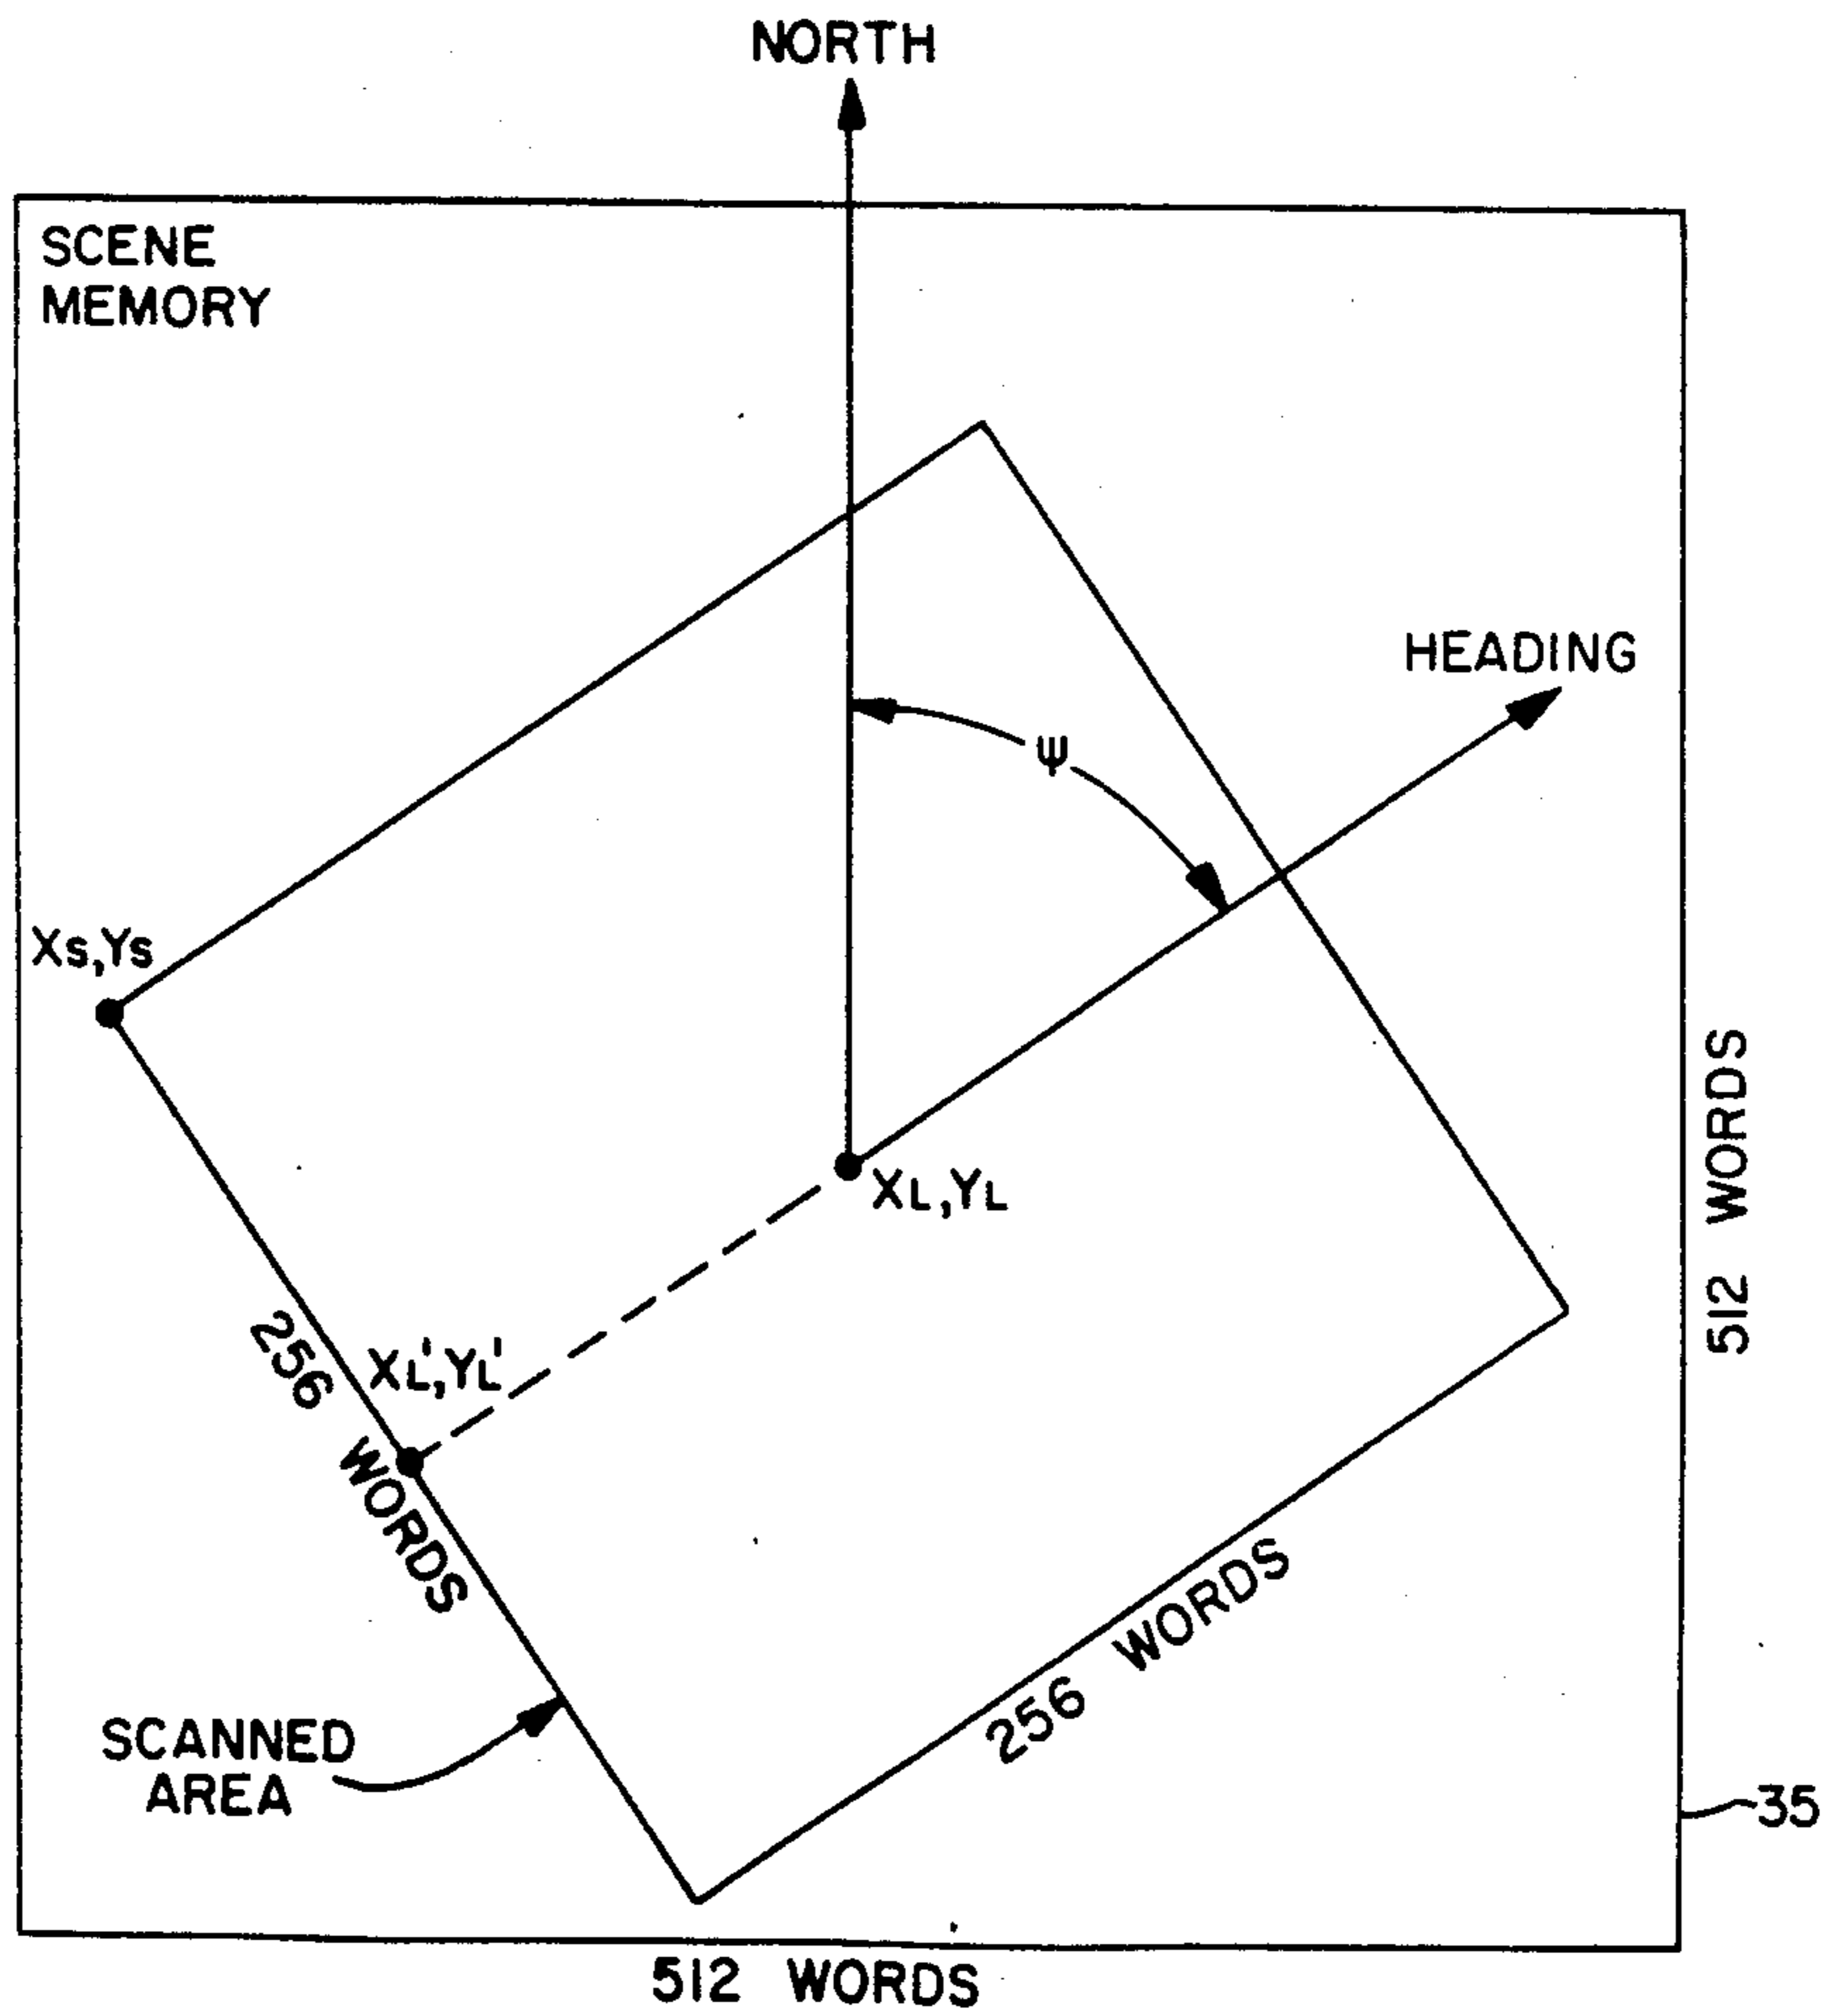 NORTH
SCENE
MEMORY
HEADING
Ψ
Xs,Ys
XL,YL
512 WORDS
XL',YL'
256 WORDS
256 WORDS
SCANNED
AREA
35
512 WORDS